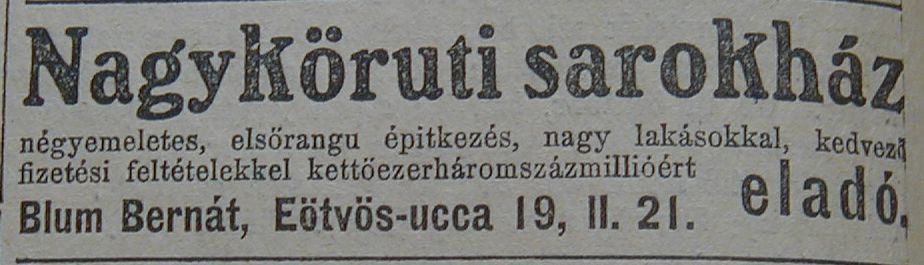 Nagyköruti sarokház
négyemeletes, elsőrangu épitkezés, nagy lakásokkal, kedvező
fizetési feltételekkel kettőezerháromszázmillióért
eladó.
Blum Bernát, Eötvös-ucca 19, II. 21.